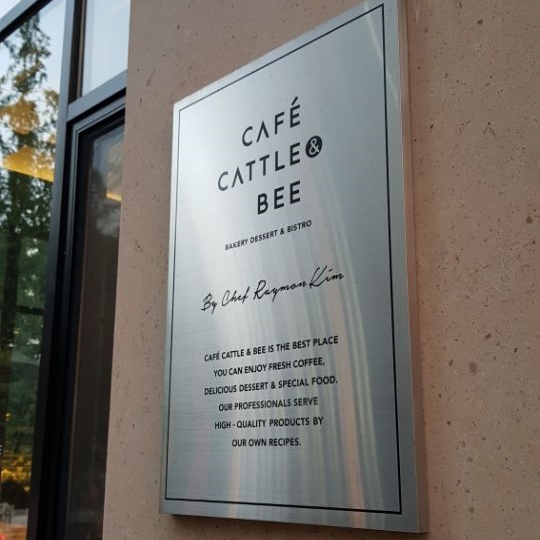 CAFÉ
CATTLE &
BEE
BAKERY DESSERT & BISTRO
By Chef Raymon Kim
CAFÉ CATTLE & BEE IS THE BEST PLACE
YOU CAN ENJOY FRESH COFFEE,
DELICIOUS DESSERT & SPECIAL FOOD.
OUR PROFESSIONALS SERVE
HIGH - QUALITY PRODUCTS BY
OUR OWN RECIPES.